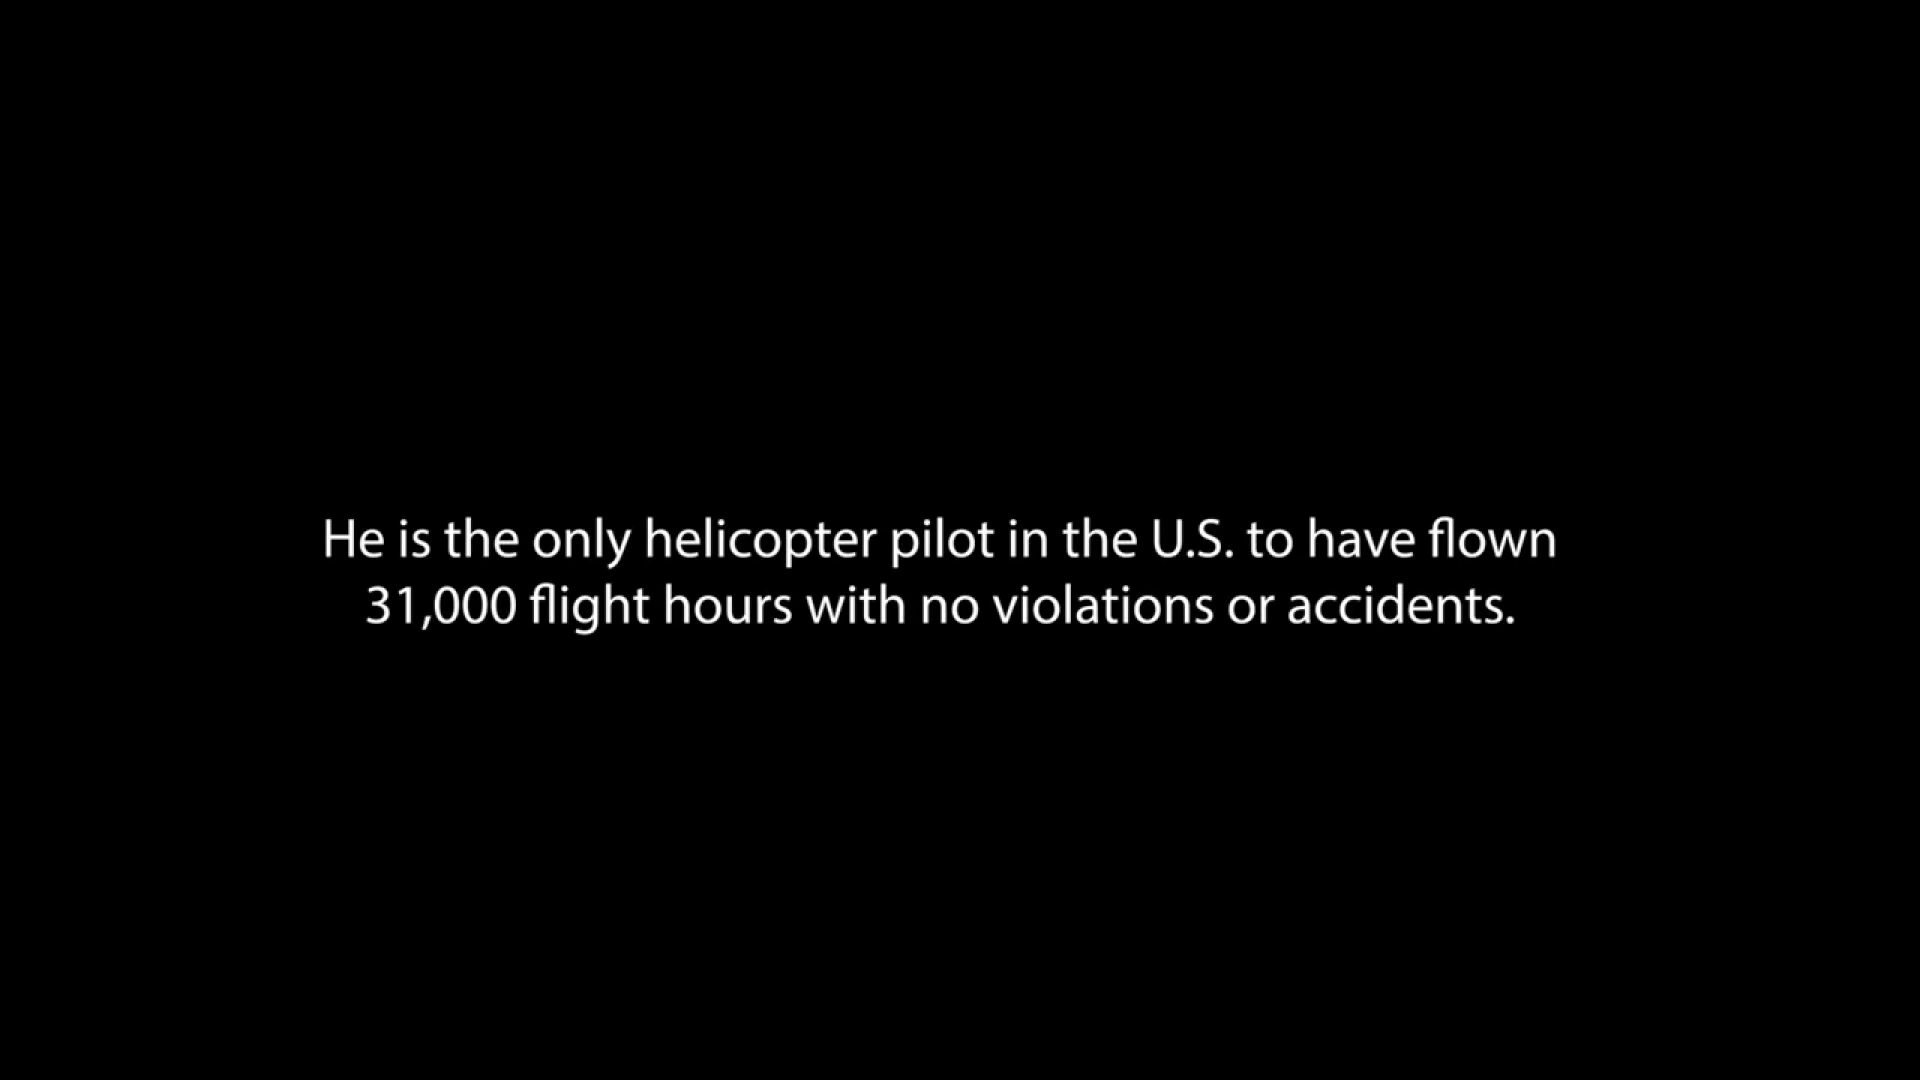 He is the only helicopter pilot in the U.S. to have flown
31,000 flight hours with no violations or accidents.